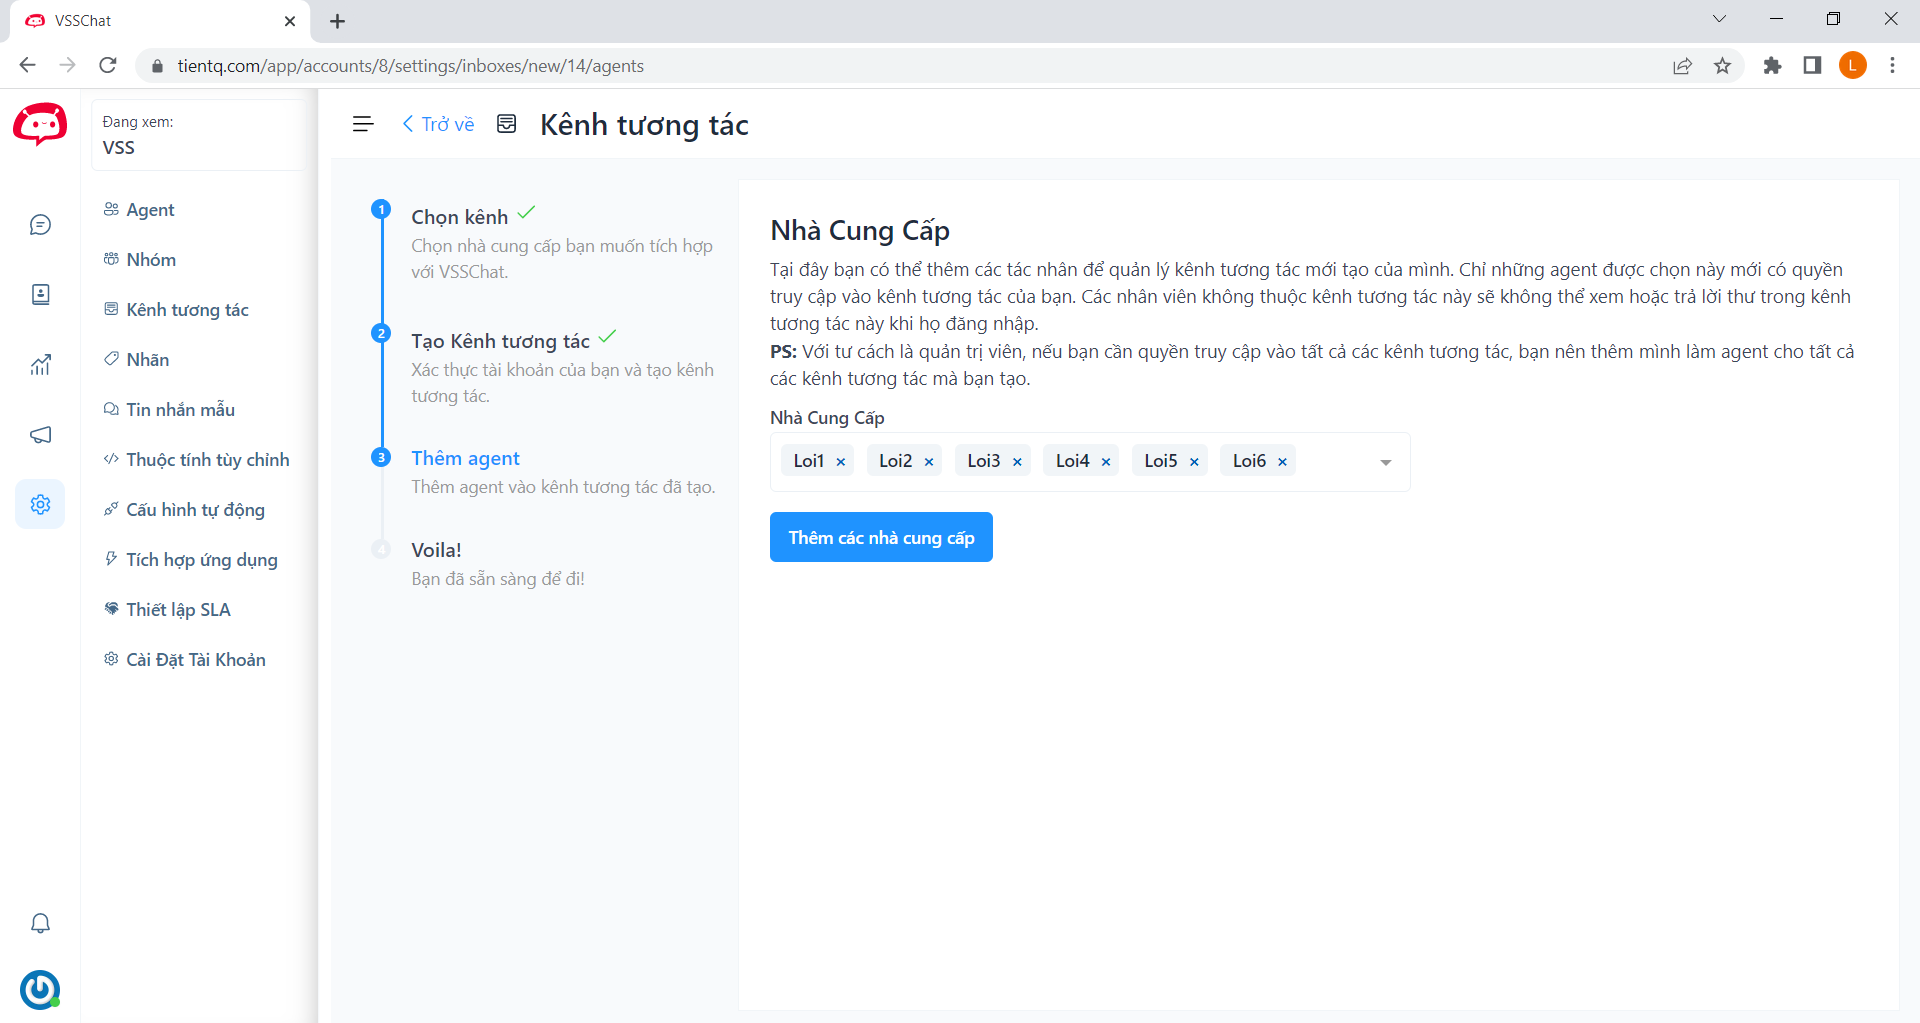 VSSChat
tientq.com/app/accounts/8/settings/inboxes/new/14/agents
L
Đang xem:
VSS
Agent
Nhóm
Kênh tương tác
Nhãn
Tin nhắn mẫu
Thuộc tính tùy chỉnh
Cấu hình tự động
Tích hợp ứng dụng
Thiết lập SLA
Cài Đặt Tài Khoản
Trở về
Kênh tương tác
1
Chọn kênh
Chọn nhà cung cấp bạn muốn tích hợp
với VSSChat.
2
Tạo Kênh tương tác
Xác thực tài khoản của bạn và tạo kênh
tương tác.
3
Thêm agent
Thêm agent vào kênh tương tác đã tạo.
4
Voila!
Bạn đã sẵn sàng để đi!
Nhà Cung Cấp
Tại đây bạn có thể thêm các tác nhân để quản lý kênh tương tác mới tạo của mình. Chỉ những agent được chọn này mới có quyền
truy cập vào kênh tương tác của bạn. Các nhân viên không thuộc kênh tương tác này sẽ không thể xem hoặc trả lời thư trong kênh
tương tác này khi họ đăng nhập.
PS: Với tư cách là quản trị viên, nếu bạn cần quyền truy cập vào tất cả các kênh tương tác, bạn nên thêm mình làm agent cho tất cả
các kênh tương tác mà bạn tạo.
Nhà Cung Cấp
Loi1 Loi2 Loi3 Loi4 Loi5 Loi6
Thêm các nhà cung cấp